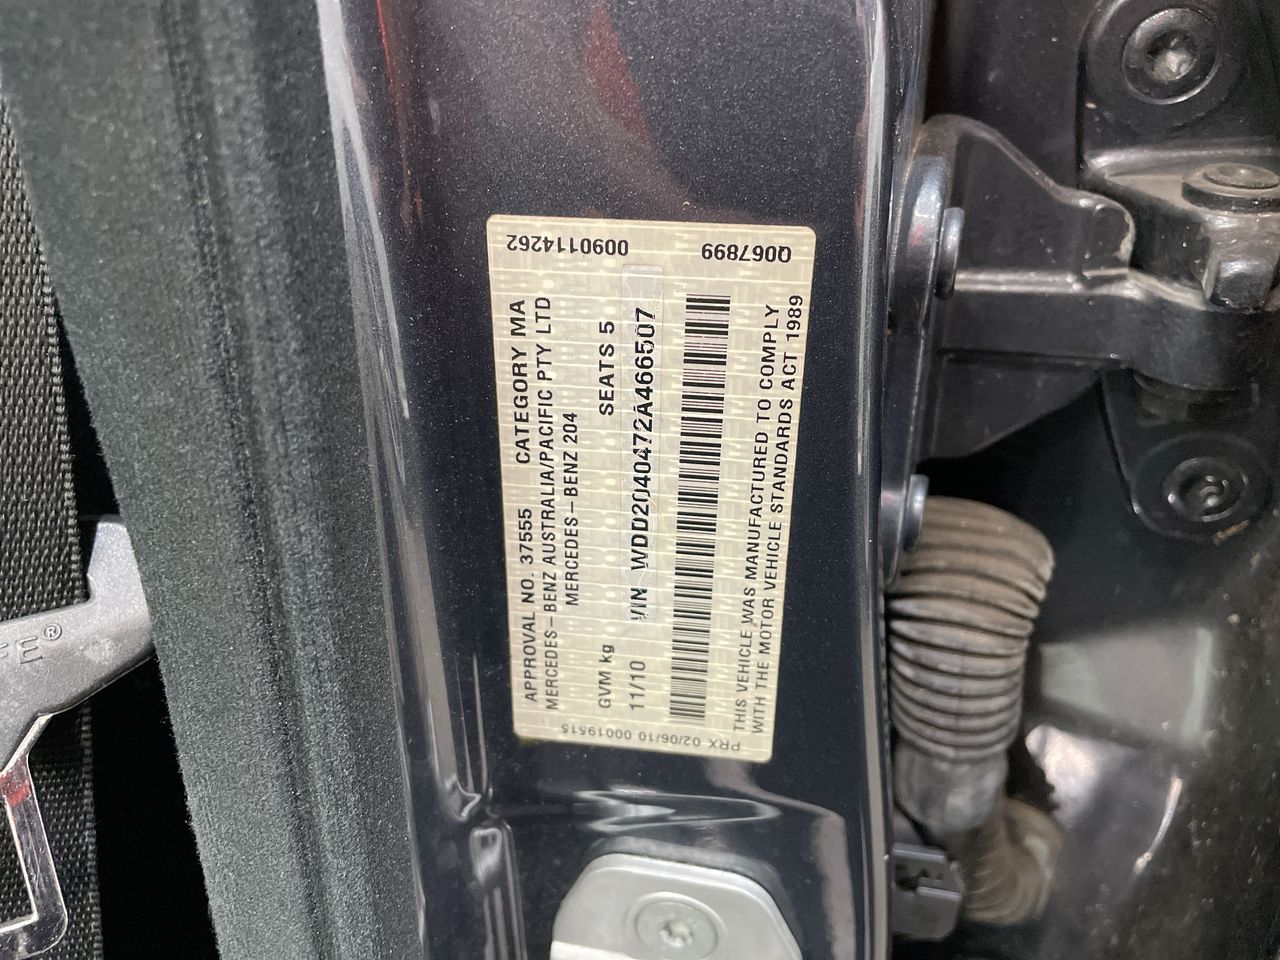 APPROVAL NO. 37555 CATEGORY MA
MERCEDES-BENZ AUSTRALIA/PACIFIC PTY LTD
MERCEDES-BENZ 204
GVM kg SEATS 5
11/10 VIN-WDD2040472A466507
THIS VEHICLE WAS MANUFACTURED TO COMPLY
WITH THE MOTOR VEHICLE STANDARDS ACT 1989
0090114262 Q067899
PRX 02/06/10 00019515